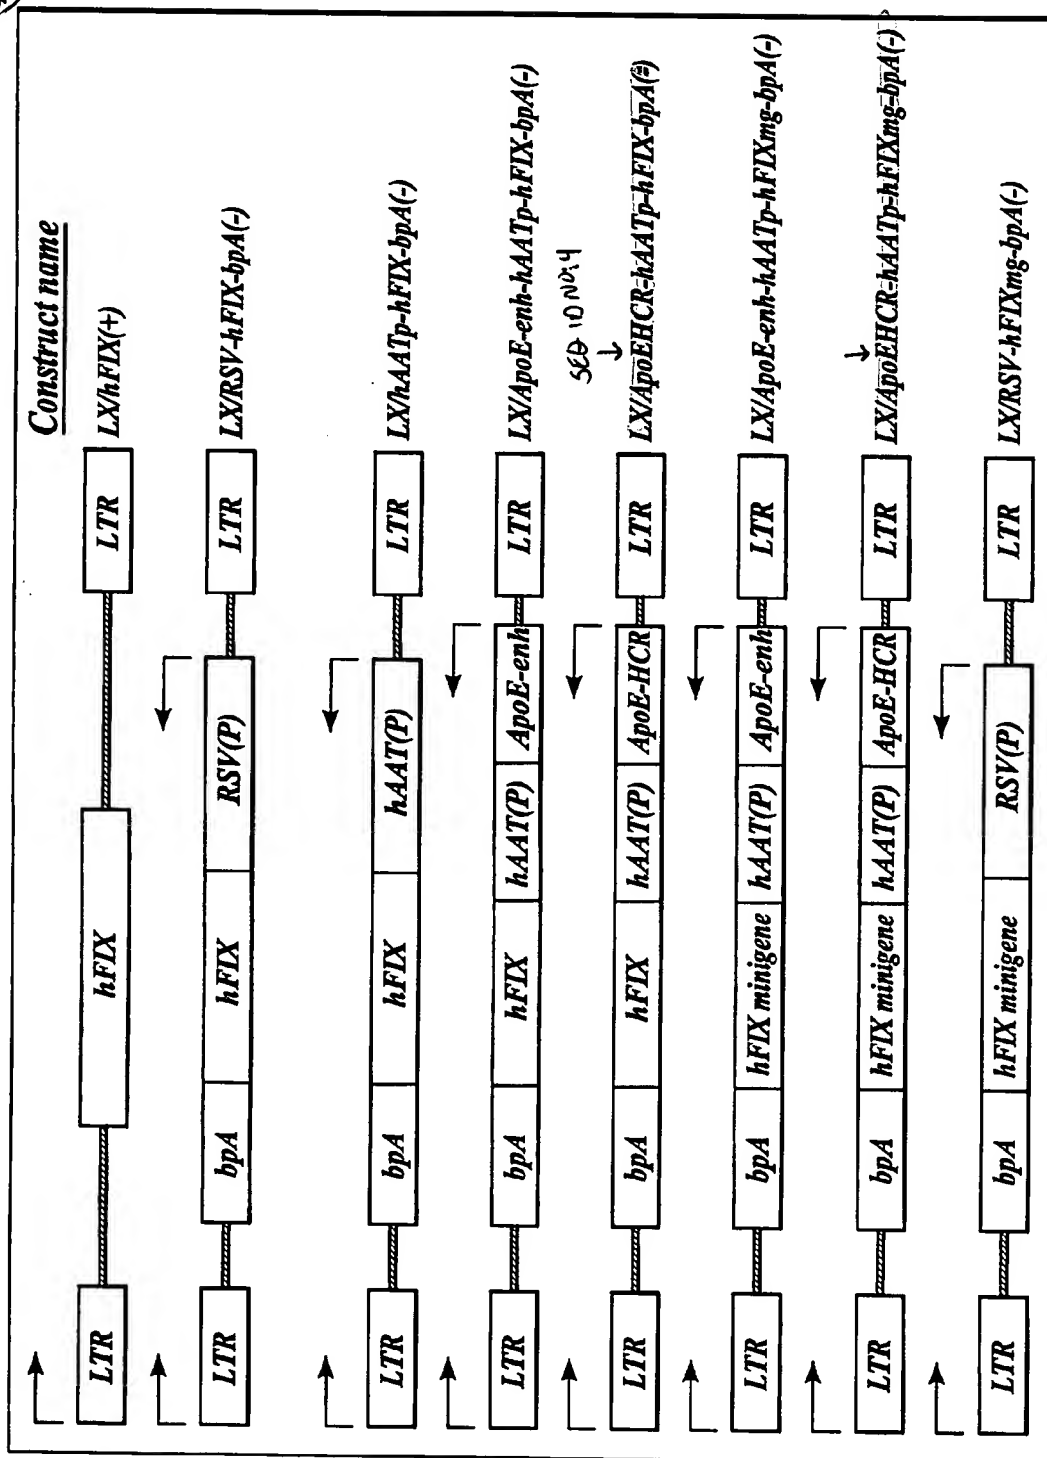 Construct name
LTR hFIX LTR LX/hFIX(+)
LTR bpA hFIX RSV(P) LTR LX/RSV-hFIX-bpA(-)
LTR bpA hFIX hAAT(P) LTR LX/hAATp-hFIX-bpA(-)
LTR bpA hFIX hAAT(P) ApoE-enh LTR LX/ApoE-enh-hAATp-hFIX-bpA(-)
SEQ ID NO:4
LTR bpA hFIX hAAT(P) ApoE-HCR LTR LX/ApoEHCR-hAATp-hFIX-bpA(-)
LTR bpA hFIX minigene hAAT(P) ApoE-enh LTR LX/ApoE-enh-hAATp-hFIXmg-bpA(-)
LTR bpA hFIX minigene hAAT(P) ApoE-HCR LTR LX/ApoEHCR-hAATp-hFIXmg-bpA(-)
LTR bpA hFIX minigene RSV(P) LTR LX/RSV-hFIXmg-bpA(-)